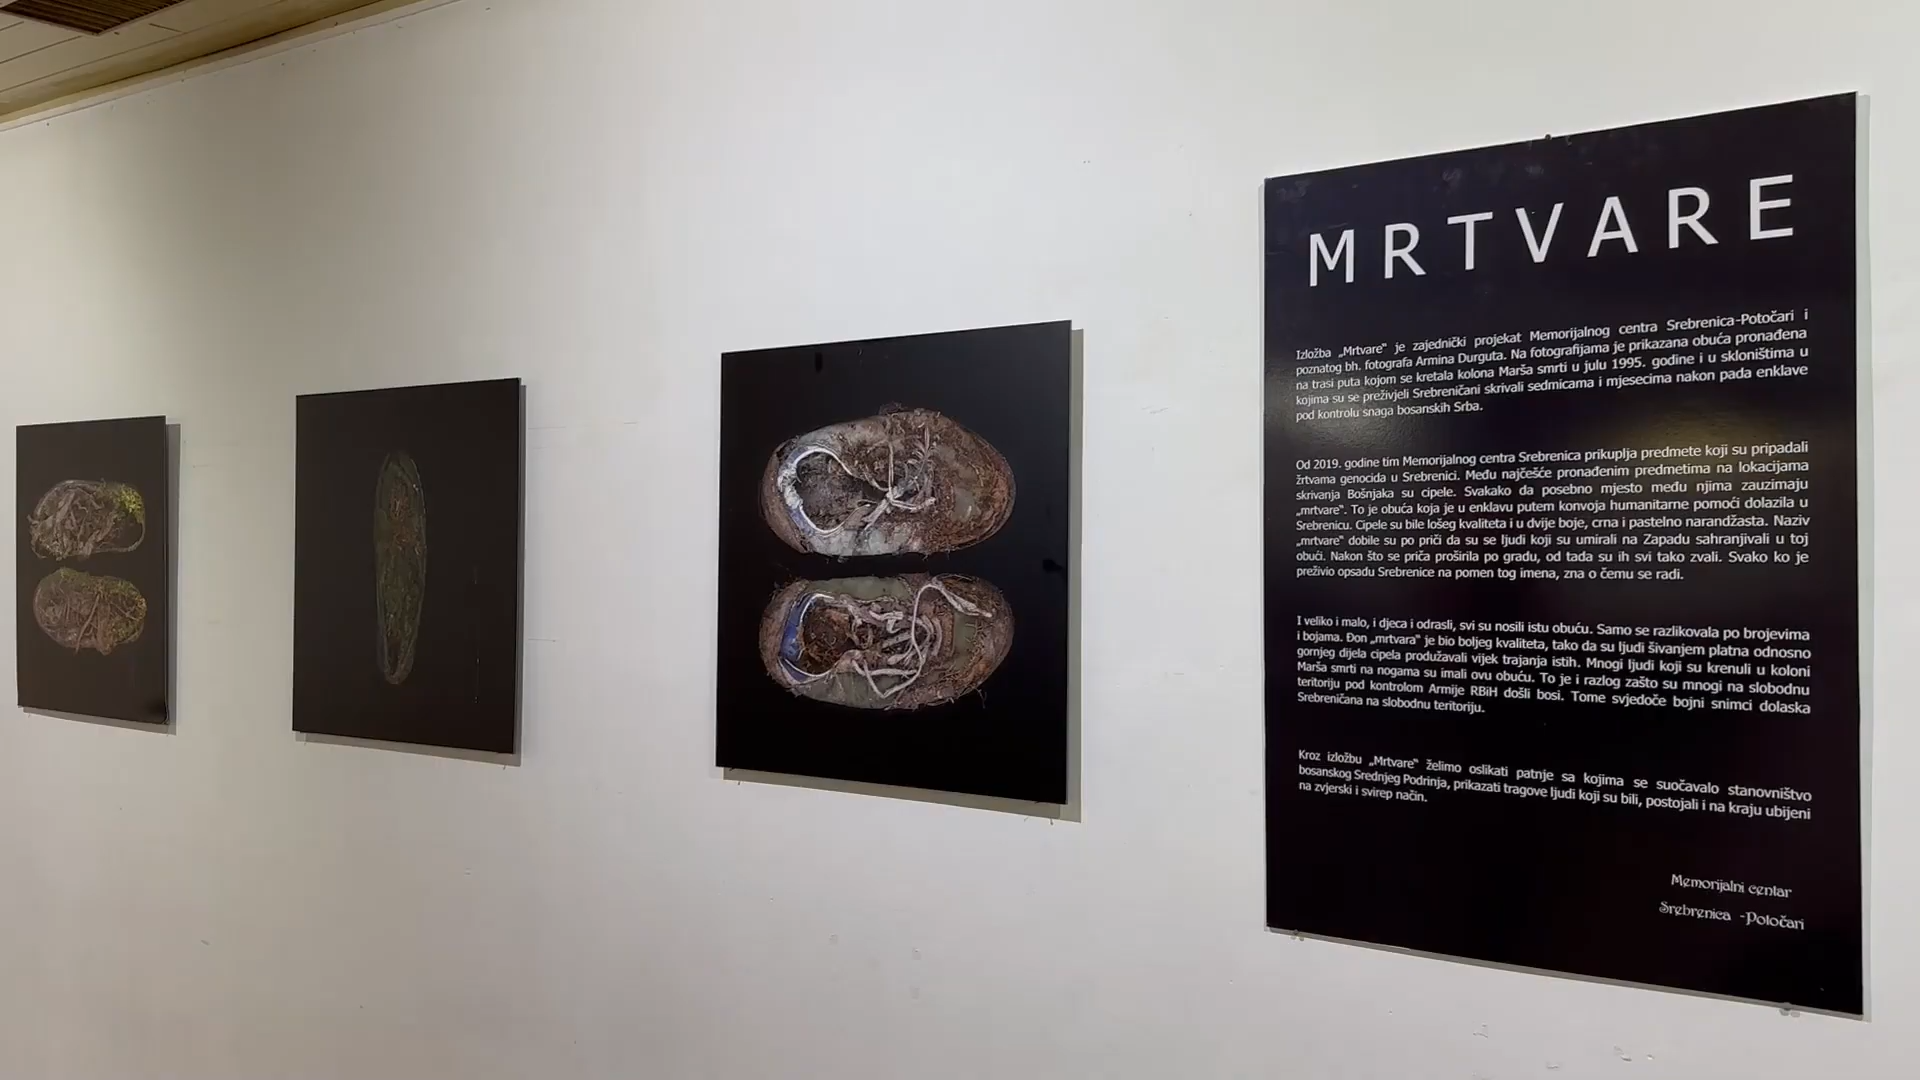 MRTVARE
Izložba „Mrtvare“ je zajednički projekat Memorijalnog centra Srebrenica-Potočari i
poznatog bh. fotografa Armina Durguta. Na fotografijama je prikazana obuća pronađena
na trasi puta kojom se kretala kolona Marša smrti u julu 1995. godine i u skloništima u
kojima su se preživjeli Srebreničani skrivali sedmicama i mjesecima nakon pada enklave
pod kontrolu snaga bosanskih Srba.
Od 2019. godine tim Memorijalnog centra Srebrenica prikuplja predmete koji su pripadali
žrtvama genocida u Srebrenici. Među najčešće pronađenim predmetima na lokacijama
skrivanja Bošnjaka su cipele. Svakako da posebno mjesto među njima zauzimaju
„mrtvare“. To je obuća koja je u enklavu putem konvoja humanitarne pomoći dolazila u
Srebrenicu. Cipele su bile lošeg kvaliteta i u dvije boje, crna i pastelno narandžasta. Naziv
„mrtvare“ dobile su po priči da su se ljudi koji su umirali na Zapadu sahranjivali u toj
obući. Nakon što se priča proširila po gradu, od tada su ih svi tako zvali. Svako ko je
preživio opsadu Srebrenice na pomen tog imena, zna o čemu se radi.
I veliko i malo, i djeca i odrasli, svi su nosili istu obuću. Samo se razlikovala po brojevima
i bojama. Đon „mrtvara“ je bio boljeg kvaliteta, tako da su ljudi šivanjem platna odnosno
gornjeg dijela cipela produžavali vijek trajanja istih. Mnogi ljudi koji su krenuli u koloni
Marša smrti na nogama su imali ovu obuću. To je i razlog zašto su mnogi na slobodnu
teritoriju pod kontrolom Armije RBiH došli bosi. Tome svjedoče bojni snimci dolaska
Srebreničana na slobodnu teritoriju.
Kroz izložbu „Mrtvare“ želimo oslikati patnje sa kojima se suočavalo stanovništvo
bosanskog Srednjeg Podrinja, prikazati tragove ljudi koji su bili, postojali i na kraju ubijeni
na zvjerski i svirep način.
Memorijalni centar
Srebrenica -Potočari